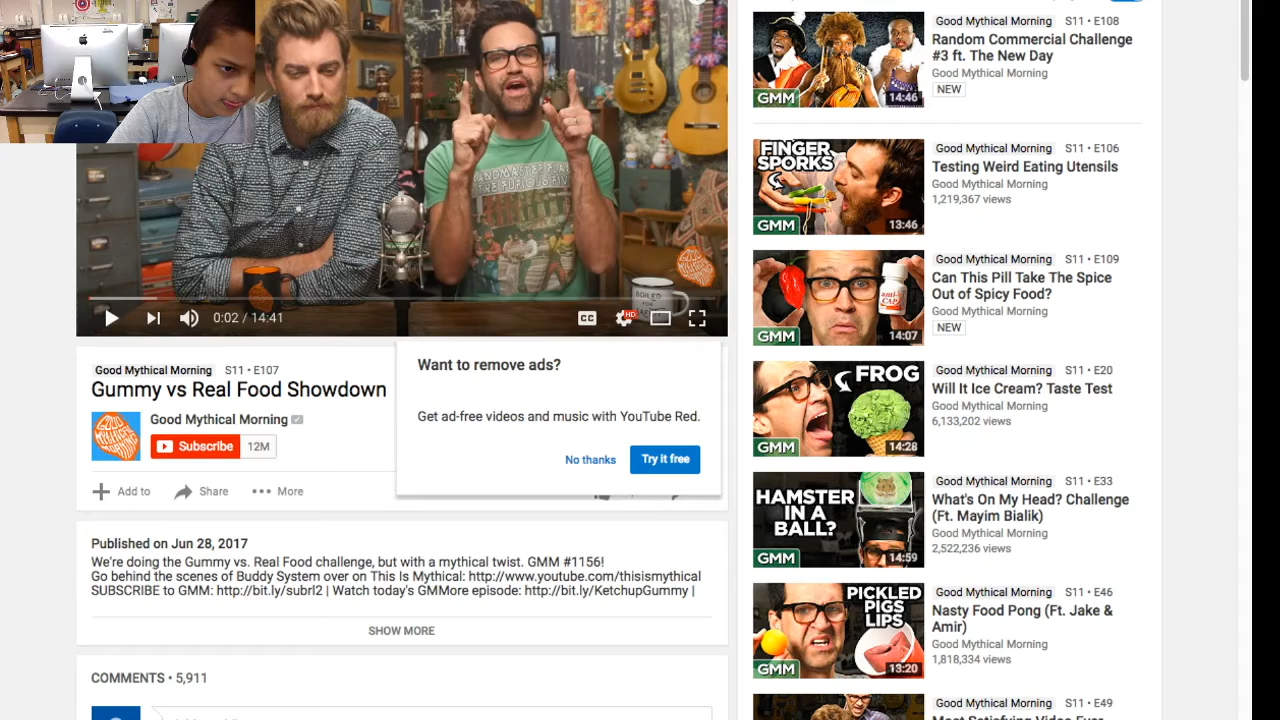 0:02 / 14:41
CC
HD
Good Mythical Morning S11 • E107
Gummy vs Real Food Showdown
Good Mythical Morning
Subscribe 12M
Add to Share More
Want to remove ads?
Get ad-free videos and music with YouTube Red.
No thanks Try it free
Published on Jun 28, 2017
We're doing the Gummy vs. Real Food challenge, but with a mythical twist. GMM #1156!
Go behind the scenes of Buddy System over on This Is Mythical: http://www.youtube.com/thisismythical
SUBSCRIBE to GMM: http://bit.ly/subrl2 | Watch today's GMMore episode: http://bit.ly/KetchupGummy |
SHOW MORE
COMMENTS • 5,911
GMM
14:46
Good Mythical Morning S11 • E108
Random Commercial Challenge
#3 ft. The New Day
Good Mythical Morning
NEW
FINGER
SPORKS
GMM
13:46
Good Mythical Morning S11 • E106
Testing Weird Eating Utensils
Good Mythical Morning
1,219,367 views
anti-
CAP
GMM
14:07
Good Mythical Morning S11 • E109
Can This Pill Take The Spice
Out of Spicy Food?
Good Mythical Morning
NEW
FROG
GMM
14:28
Good Mythical Morning S11 • E20
Will It Ice Cream? Taste Test
Good Mythical Morning
6,133,202 views
HAMSTER
IN A
BALL?
GMM
14:59
Good Mythical Morning S11 • E33
What's On My Head? Challenge
(Ft. Mayim Bialik)
Good Mythical Morning
2,522,236 views
PICKLED
PIGS
LIPS
GMM
13:20
Good Mythical Morning S11 • E46
Nasty Food Pong (Ft. Jake &
Amir)
Good Mythical Morning
1,818,334 views
Good Mythical Morning S11 • E49
Most Satisfying Video Ever